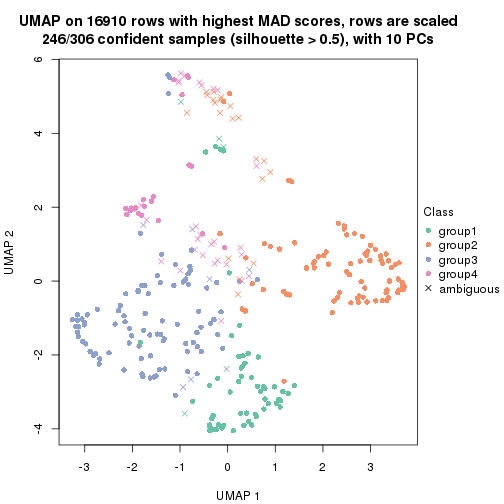 UMAP on 16910 rows with highest MAD scores, rows are scaled
246/306 confident samples (silhouette > 0.5), with 10 PCs
6
4
2
0
-2
-4
UMAP 2
-3
-2
-1
0
1
2
3
UMAP 1
Class
group1
group2
group3
group4
ambiguous